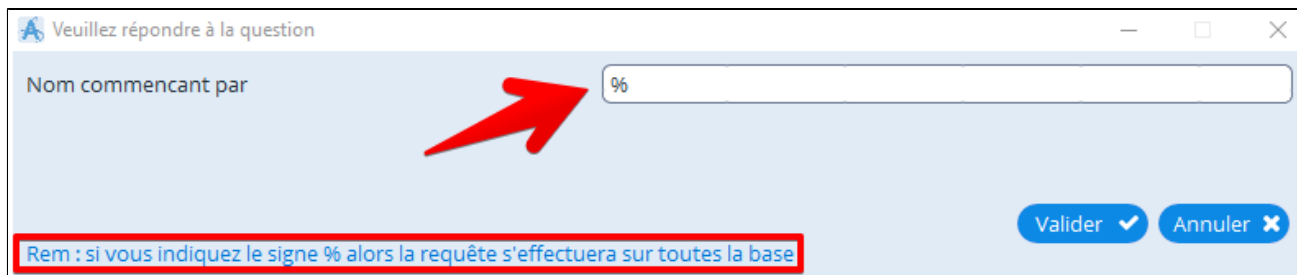 Veuillez répondre à la question
Nom commencant par
%
Valider
Annuler
Rem : si vous indiquez le signe % alors la requête s'effectuera sur toutes la base